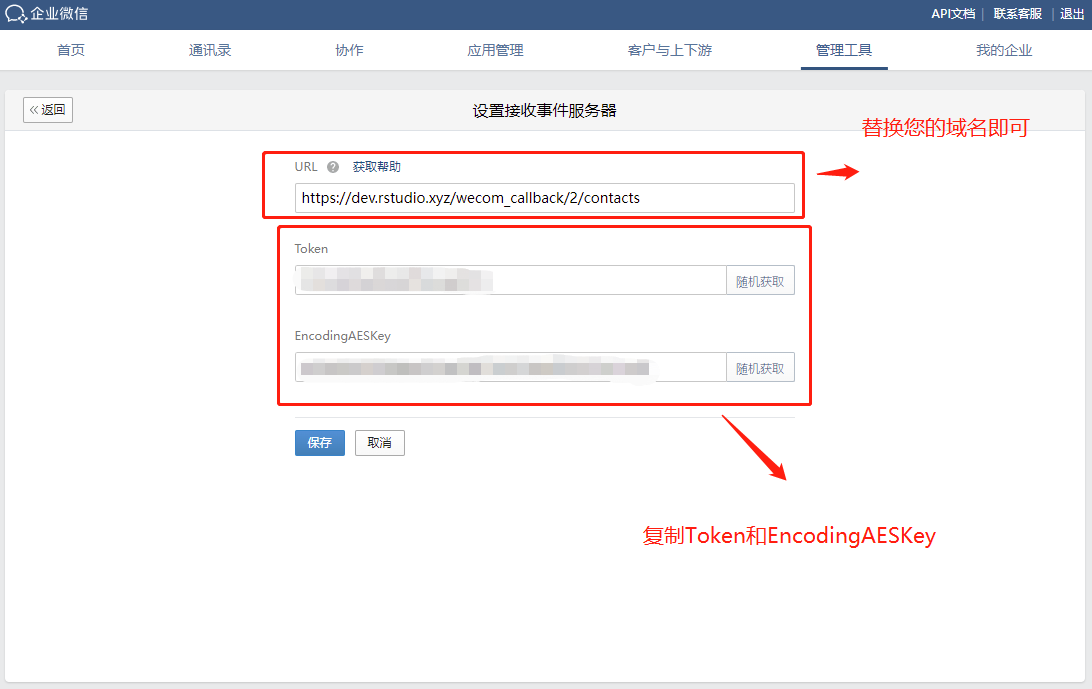 企业微信
API文档 | 联系客服 | 退出
首页 通讯录 协作 应用管理 客户与上下游 管理工具 我的企业
«返回
设置接收事件服务器
替换您的域名即可
URL ? 获取帮助
https://dev.rstudio.xyz/wecom_callback/2/contacts
Token
随机获取
EncodingAESKey
随机获取
保存 取消
复制Token和EncodingAESKey